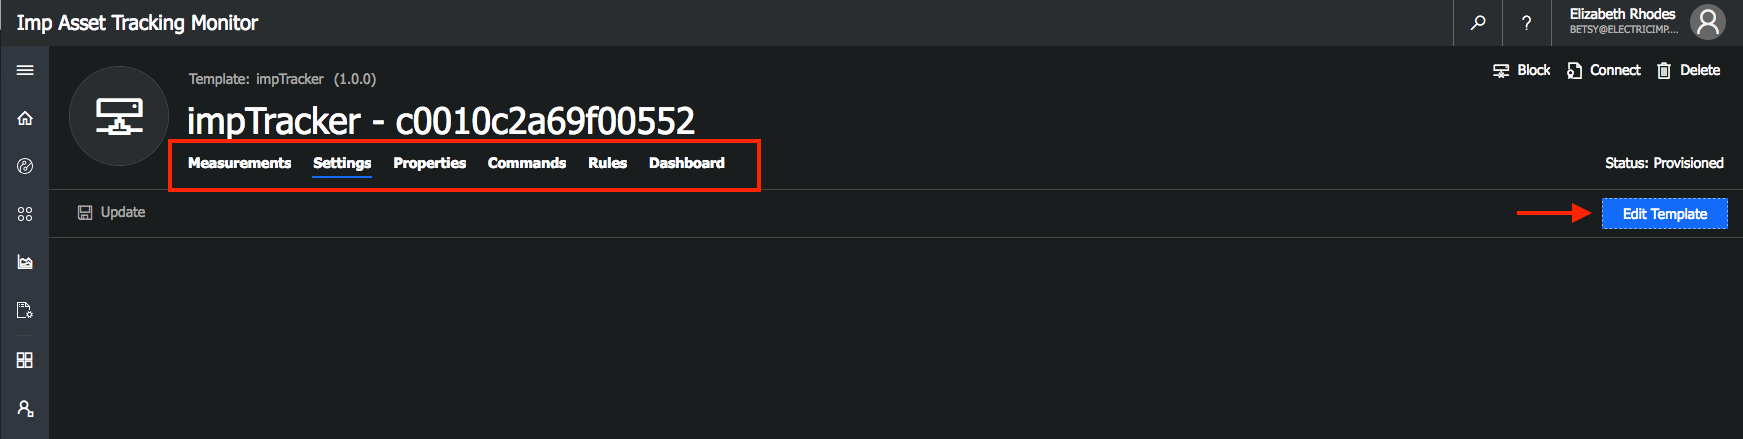 Imp Asset Tracking Monitor
?
Elizabeth Rhodes
BETSY@ELECTRICIMP....
Template: impTracker (1.0.0)
Block Connect Delete
impTracker - c0010c2a69f00552
Measurements Settings Properties Commands Rules Dashboard
Status: Provisioned
Update
Edit Template